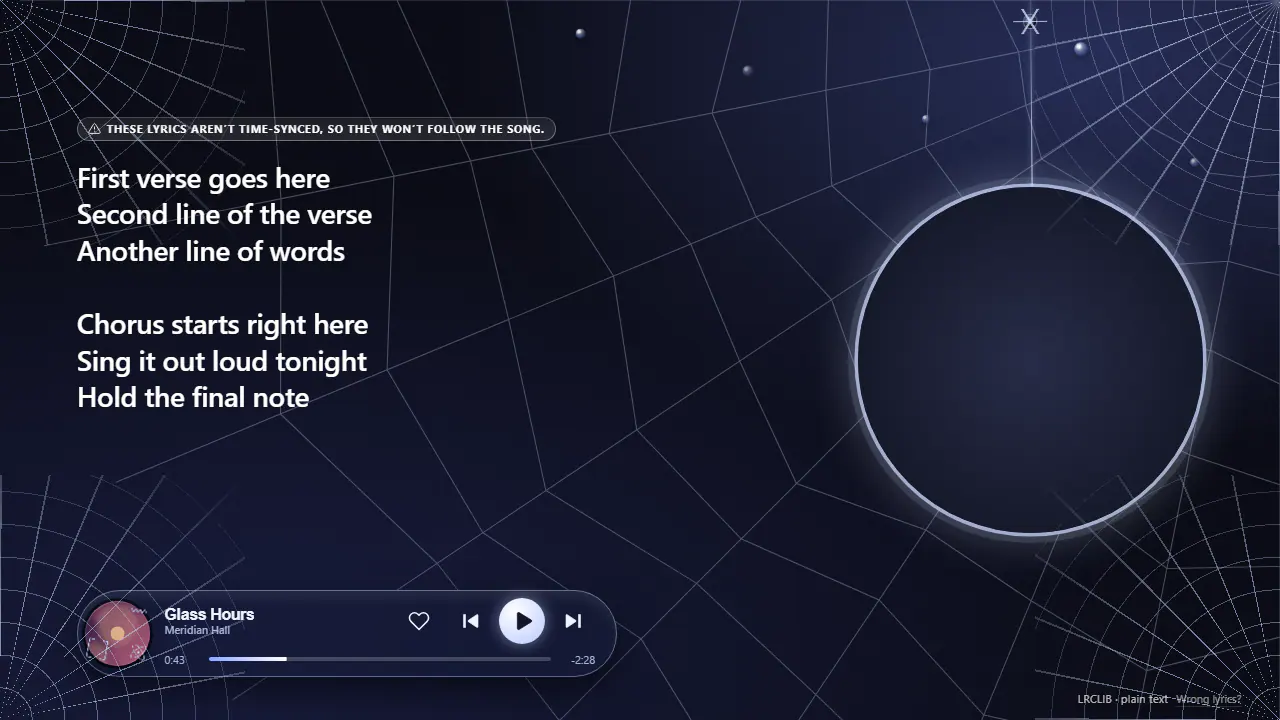 THESE LYRICS AREN'T TIME-SYNCED, SO THEY WON'T FOLLOW THE SONG.
First verse goes here
Second line of the verse
Another line of words
Chorus starts right here
Sing it out loud tonight
Hold the final note
Glass Hours
Meridian Hall
0:43
-2:28
LRCLIB · plain text · Wrong lyrics?